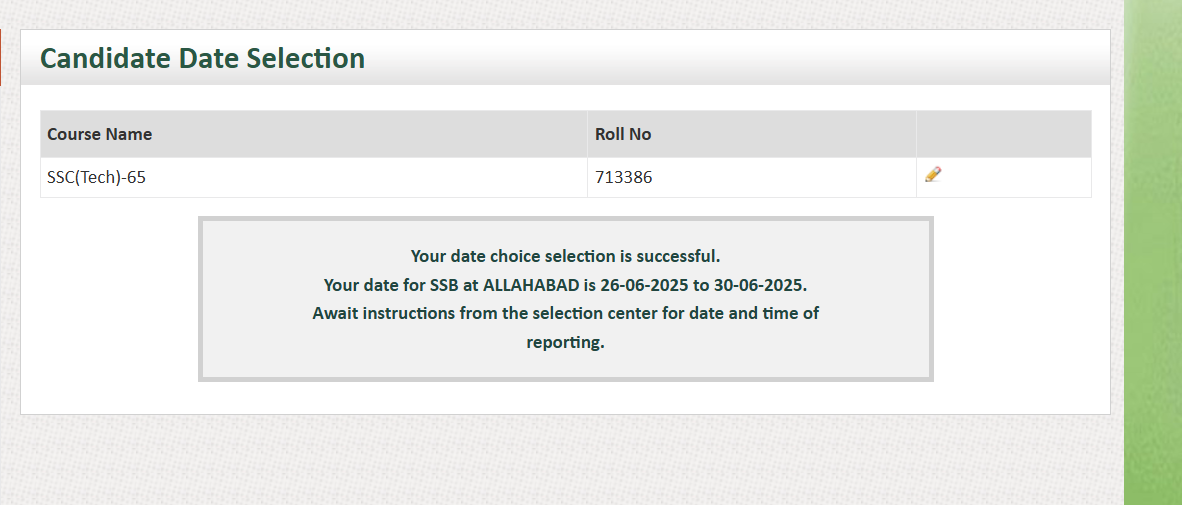 Candidate Date Selection
Course Name Roll No
SSC(Tech)-65 713386
Your date choice selection is successful.
Your date for SSB at ALLAHABAD is 26-06-2025 to 30-06-2025.
Await instructions from the selection center for date and time of
reporting.